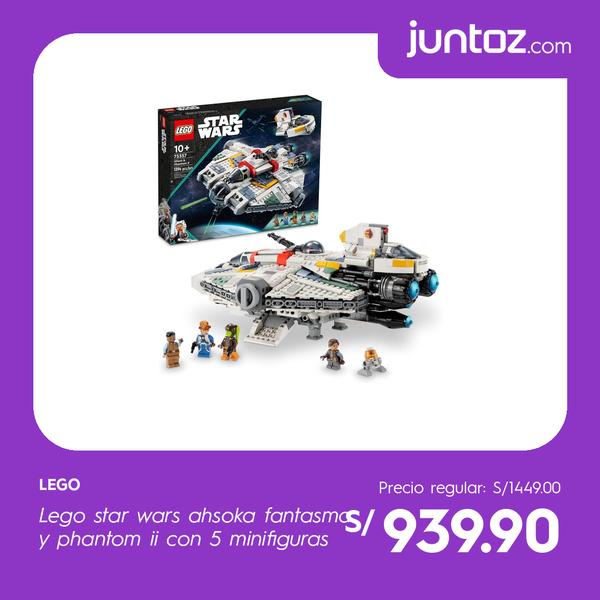 juntoz.com
LEGO
STAR
WARS
10+
75357
LEGO
Precio regular: S/1449.00
Lego star wars ahsoka fantasma
y phantom ii con 5 minifiguras
S/ 939.90